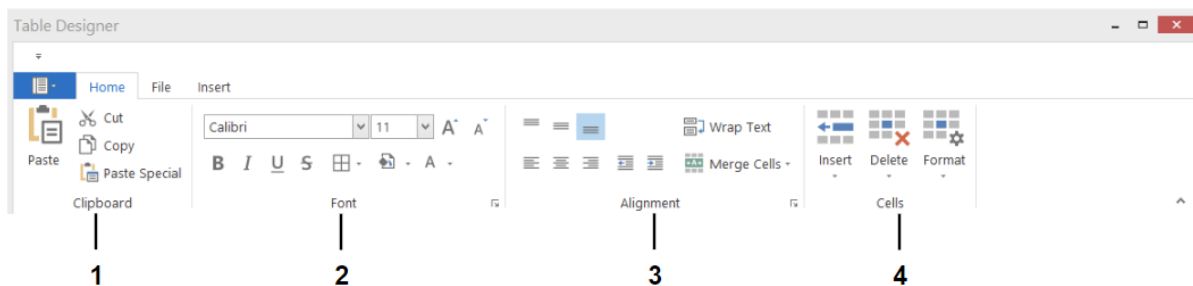 Table Designer
Home File Insert
Paste
Cut
Copy
Paste Special
Clipboard
Calibri 11 A A
B I U S A
Font
Wrap Text
Merge Cells
Alignment
Insert Delete Format
Cells
1 2 3 4